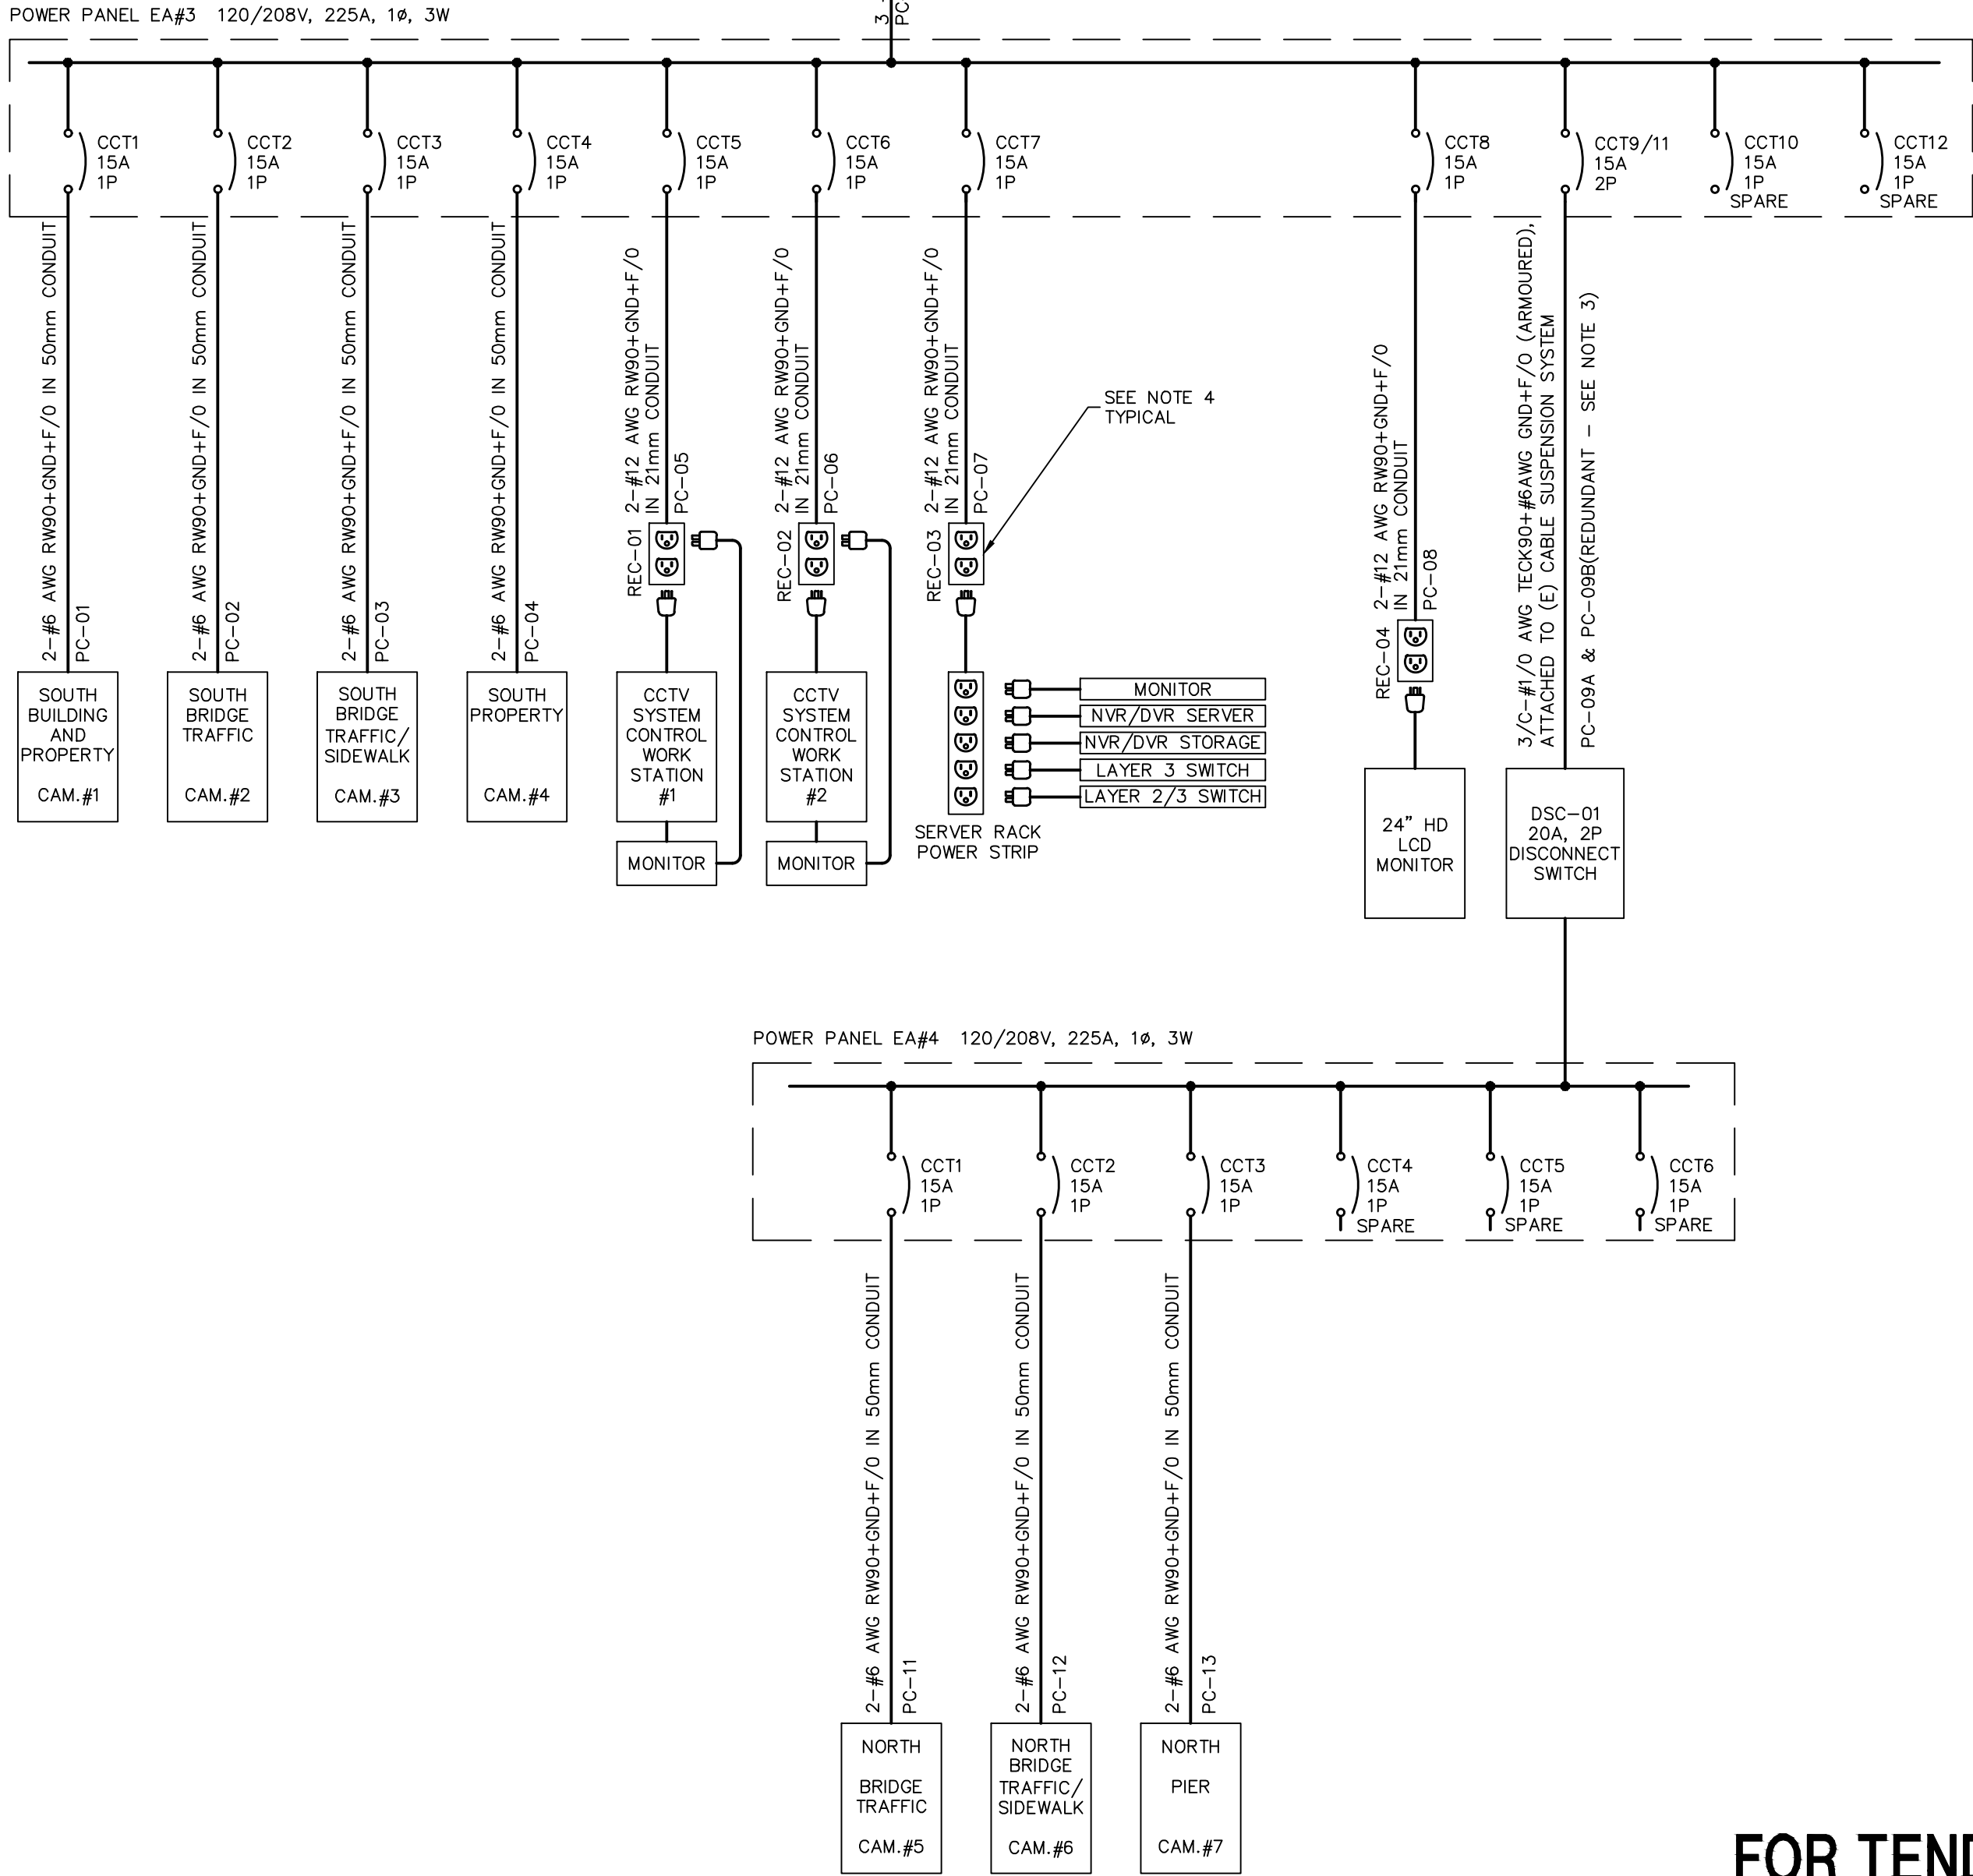 POWER PANEL EA#3 120/208V, 225A, 1ø, 3W
3
PC
CCT1
15A
1P
CCT2
15A
1P
CCT3
15A
1P
CCT4
15A
1P
CCT5
15A
1P
CCT6
15A
1P
CCT7
15A
1P
CCT8
15A
1P
CCT9/11
15A
2P
CCT10
15A
1P
SPARE
CCT12
15A
1P
SPARE
2-#6 AWG RW90+GND+F/O IN 50mm CONDUIT
PC-01
2-#6 AWG RW90+GND+F/O IN 50mm CONDUIT
PC-02
2-#6 AWG RW90+GND+F/O IN 50mm CONDUIT
PC-03
2-#6 AWG RW90+GND+F/O IN 50mm CONDUIT
PC-04
2-#12 AWG RW90+GND+F/O
IN 21mm CONDUIT
PC-05
2-#12 AWG RW90+GND+F/O
IN 21mm CONDUIT
PC-06
2-#12 AWG RW90+GND+F/O
IN 21mm CONDUIT
PC-07
SEE NOTE 4
TYPICAL
2-#12 AWG RW90+GND+F/O
IN 21mm CONDUIT
PC-08
3/C-#1/0 AWG TECK90+#6AWG GND+F/O (ARMOURED),
ATTACHED TO (E) CABLE SUSPENSION SYSTEM
PC-09A & PC-09B(REDUNDANT - SEE NOTE 3)
REC-01
REC-02
REC-03
REC-04
SOUTH
BUILDING
AND
PROPERTY
CAM.#1
SOUTH
BRIDGE
TRAFFIC
CAM.#2
SOUTH
BRIDGE
TRAFFIC/
SIDEWALK
CAM.#3
SOUTH
PROPERTY
CAM.#4
CCTV
SYSTEM
CONTROL
WORK
STATION
#1
MONITOR
CCTV
SYSTEM
CONTROL
WORK
STATION
#2
MONITOR
MONITOR
NVR/DVR SERVER
NVR/DVR STORAGE
LAYER 3 SWITCH
LAYER 2/3 SWITCH
SERVER RACK
POWER STRIP
24" HD
LCD
MONITOR
DSC-01
20A, 2P
DISCONNECT
SWITCH
POWER PANEL EA#4 120/208V, 225A, 1ø, 3W
CCT1
15A
1P
CCT2
15A
1P
CCT3
15A
1P
CCT4
15A
1P
SPARE
CCT5
15A
1P
SPARE
CCT6
15A
1P
SPARE
2-#6 AWG RW90+GND+F/O IN 50mm CONDUIT
PC-11
2-#6 AWG RW90+GND+F/O IN 50mm CONDUIT
PC-12
2-#6 AWG RW90+GND+F/O IN 50mm CONDUIT
PC-13
NORTH
BRIDGE
TRAFFIC
CAM.#5
NORTH
BRIDGE
TRAFFIC/
SIDEWALK
CAM.#6
NORTH
PIER
CAM.#7
FOR TEND